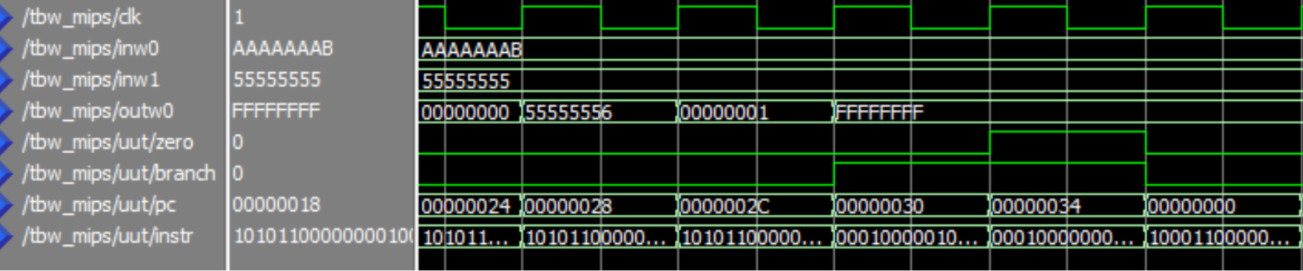 /tbw_mips/clk 1
/tbw_mips/inw0 AAAAAAAB AAAAAAAB
/tbw_mips/inw1 55555555 55555555
/tbw_mips/outw0 FFFFFFFF 00000000 55555556 00000001 FFFFFFFF
/tbw_mips/uut/zero 0
/tbw_mips/uut/branch 0
/tbw_mips/uut/pc 00000018 00000024 00000028 0000002C 00000030 00000034 00000000
/tbw_mips/uut/instr 10101100000000100 101011... 10101100000... 10101100000... 00010000010... 00010000000... 10001100000...